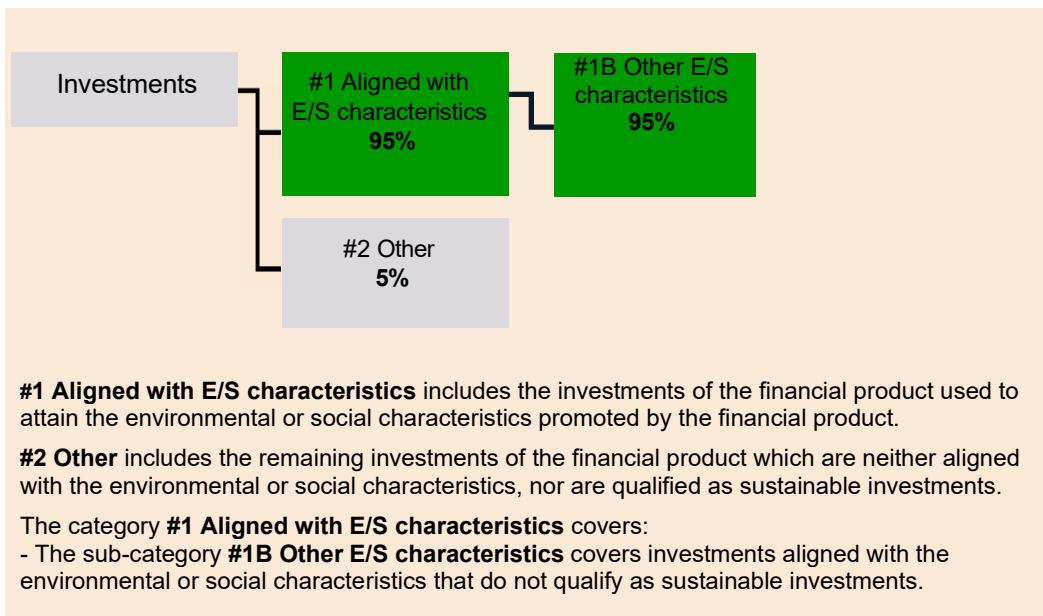 Investments
#1 Aligned with
E/S characteristics
95%
#1B Other E/S
characteristics
95%
#2 Other
5%
#1 Aligned with E/S characteristics includes the investments of the financial product used to
attain the environmental or social characteristics promoted by the financial product.
#2 Other includes the remaining investments of the financial product which are neither aligned
with the environmental or social characteristics, nor are qualified as sustainable investments.
The category #1 Aligned with E/S characteristics covers:
- The sub-category #1B Other E/S characteristics covers investments aligned with the
environmental or social characteristics that do not qualify as sustainable investments.